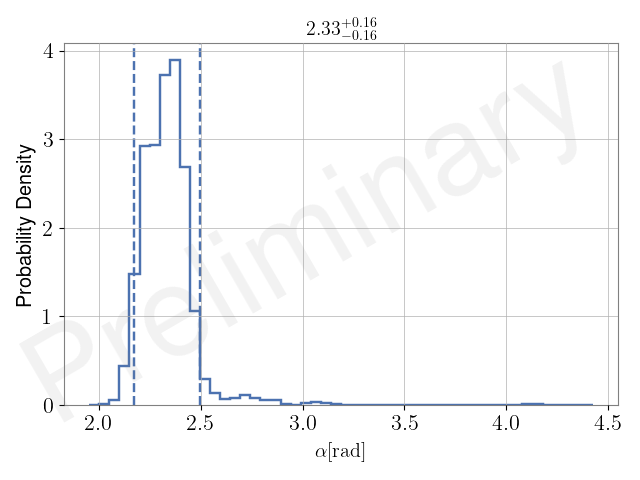 2.33^{+0.16}_{-0.16}
Probability Density
4
3
2
1
0
Preliminary
2.0 2.5 3.0 3.5 4.0 4.5
α[rad]